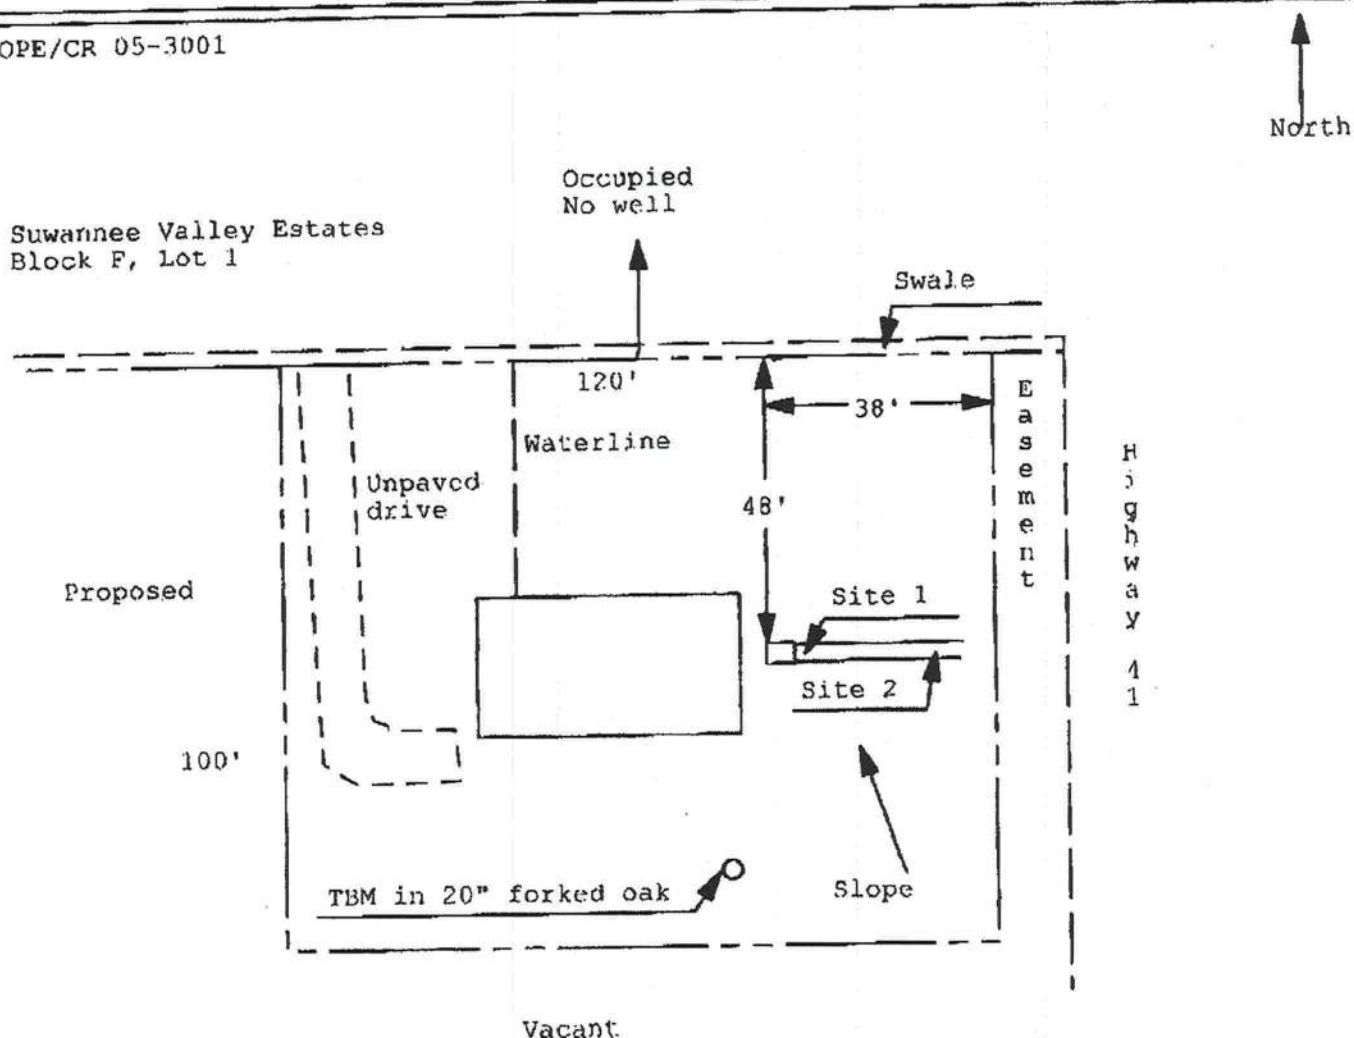 OPE/CR 05-3001
North
Occupied
No well
Suwannee Valley Estates
Block F, Lot 1
Swale
120'
38'
Easement
Waterline
Highway 41
Unpaved
drive
48'
Proposed
Site 1
Site 2
100'
TBM in 20" forked oak
Slope
Vacant